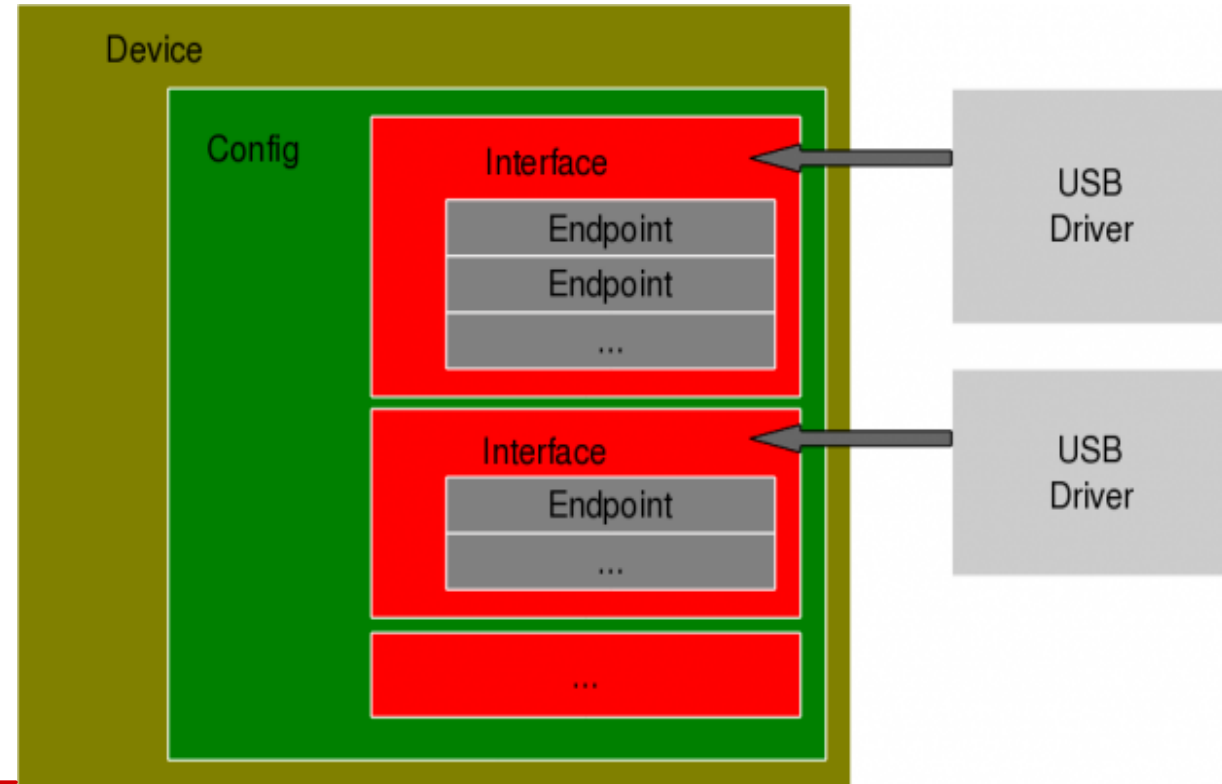 Device
Config
Interface
Endpoint
Endpoint
...
USB
Driver
Interface
Endpoint
...
USB
Driver
...